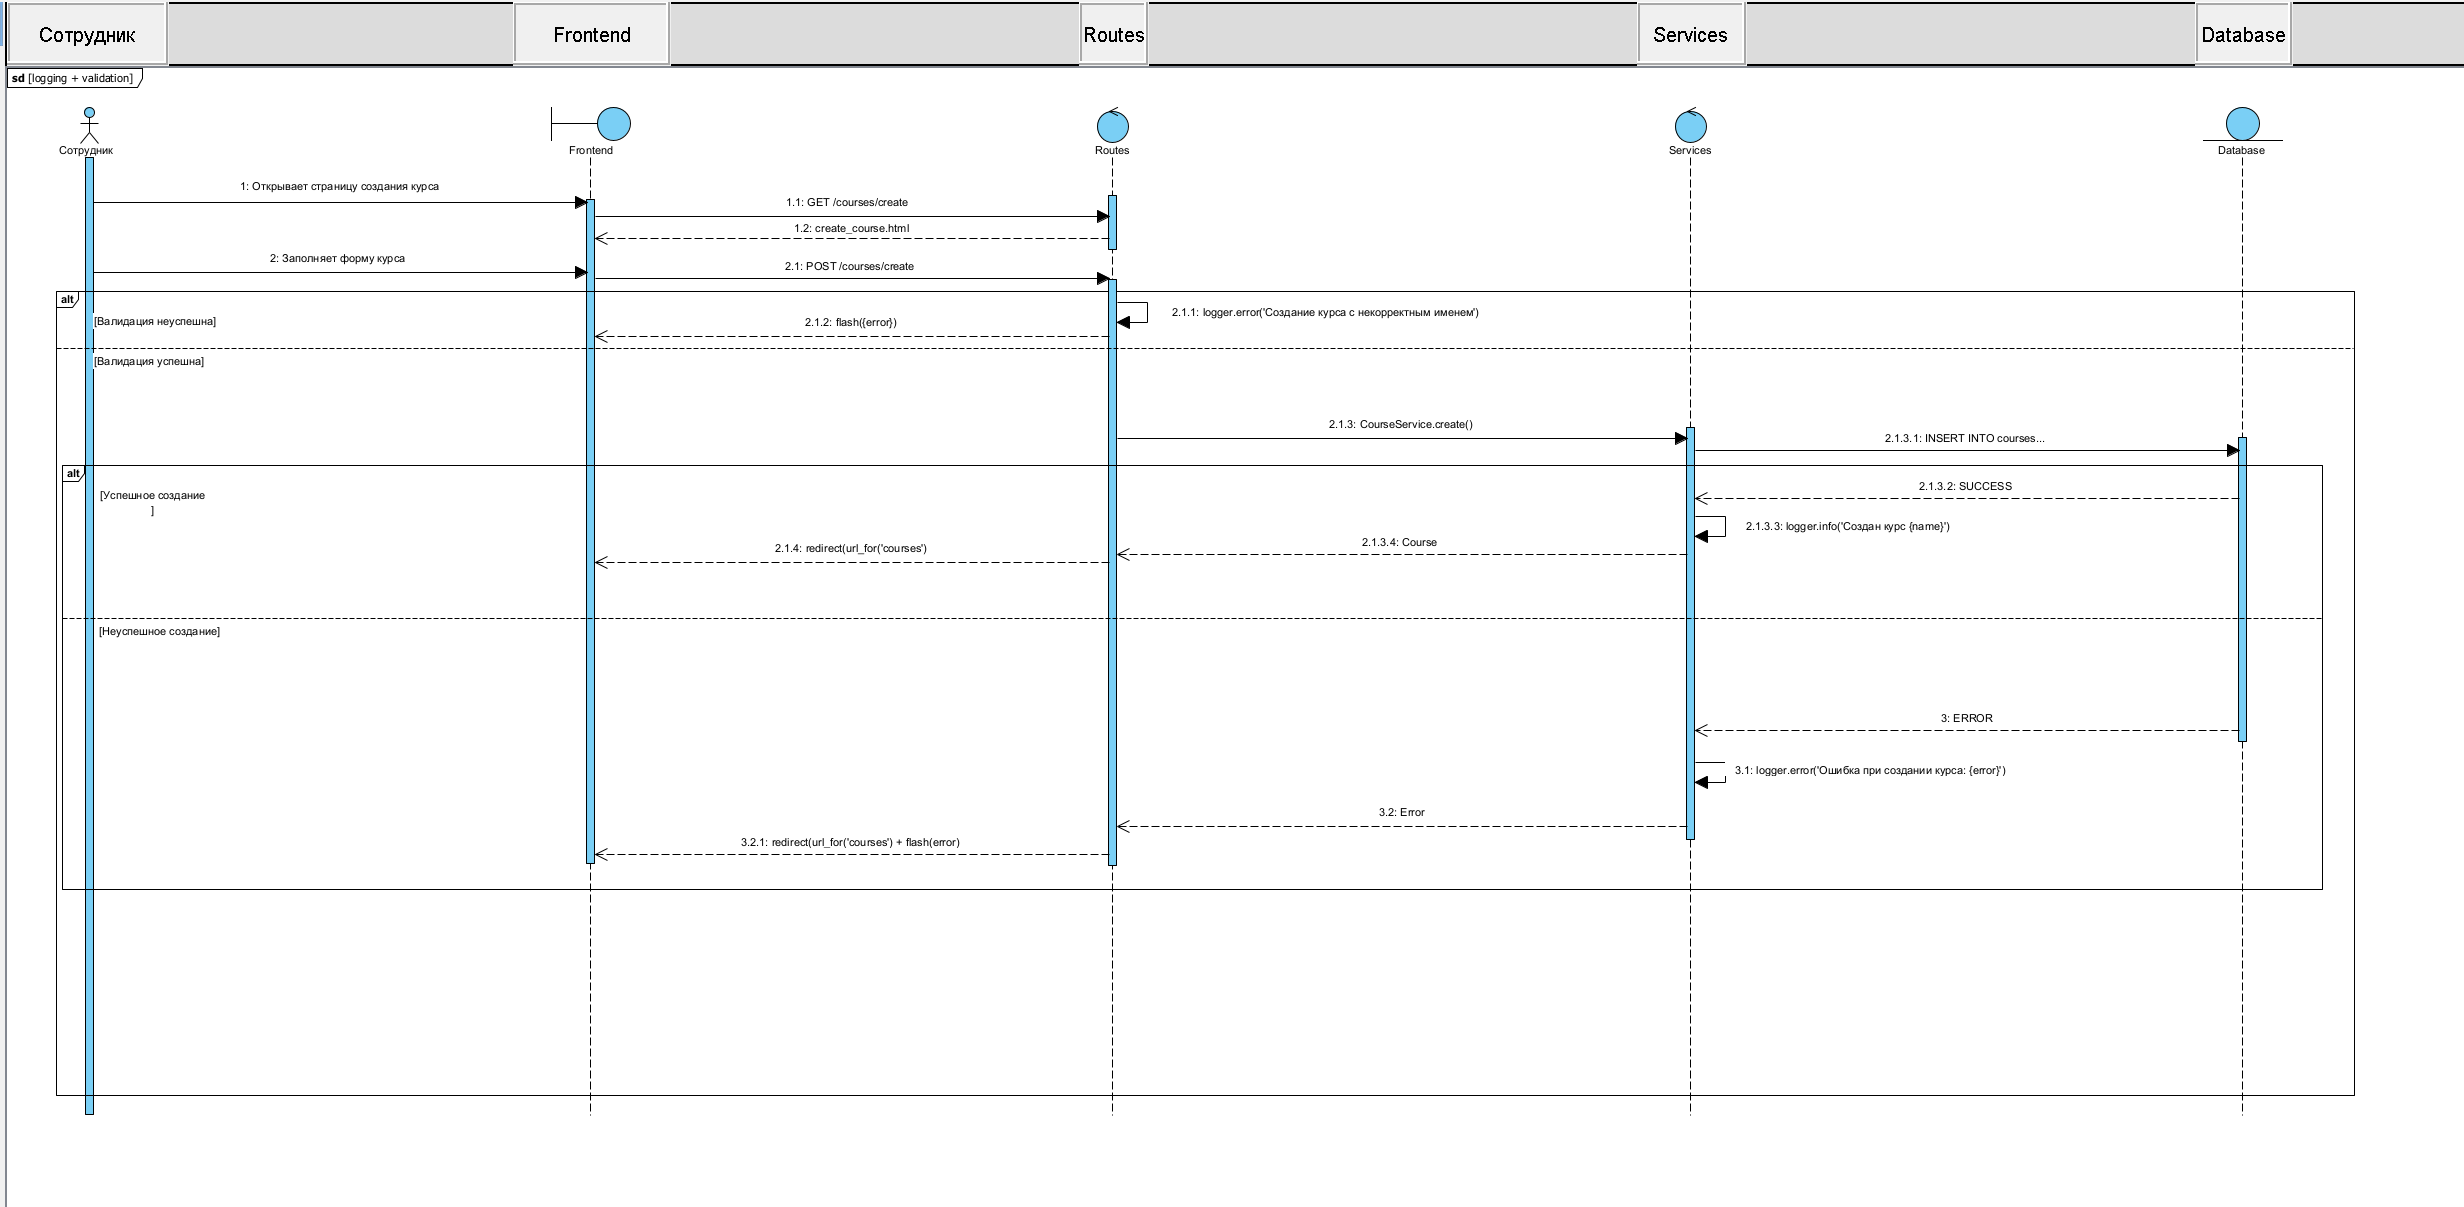 Сотрудник
Frontend
Routes
Services
Database
sd [logging + validation]
Сотрудник
Frontend
Routes
Services
Database
1: Открывает страницу создания курса
1.1: GET /courses/create
1.2: create_course.html
2: Заполняет форму курса
2.1: POST /courses/create
alt
[Валидация неуспешна]
2.1.1: logger.error('Создание курса с некорректным именем')
2.1.2: flash({error})
[Валидация успешна]
2.1.3: CourseService.create()
2.1.3.1: INSERT INTO courses...
alt
[Успешное создание
]
2.1.3.2: SUCCESS
2.1.3.3: logger.info('Создан курс {name}')
2.1.3.4: Course
2.1.4: redirect(url_for('courses')
[Неуспешное создание]
3: ERROR
3.1: logger.error('Ошибка при создании курса: {error}')
3.2: Error
3.2.1: redirect(url_for('courses') + flash(error)